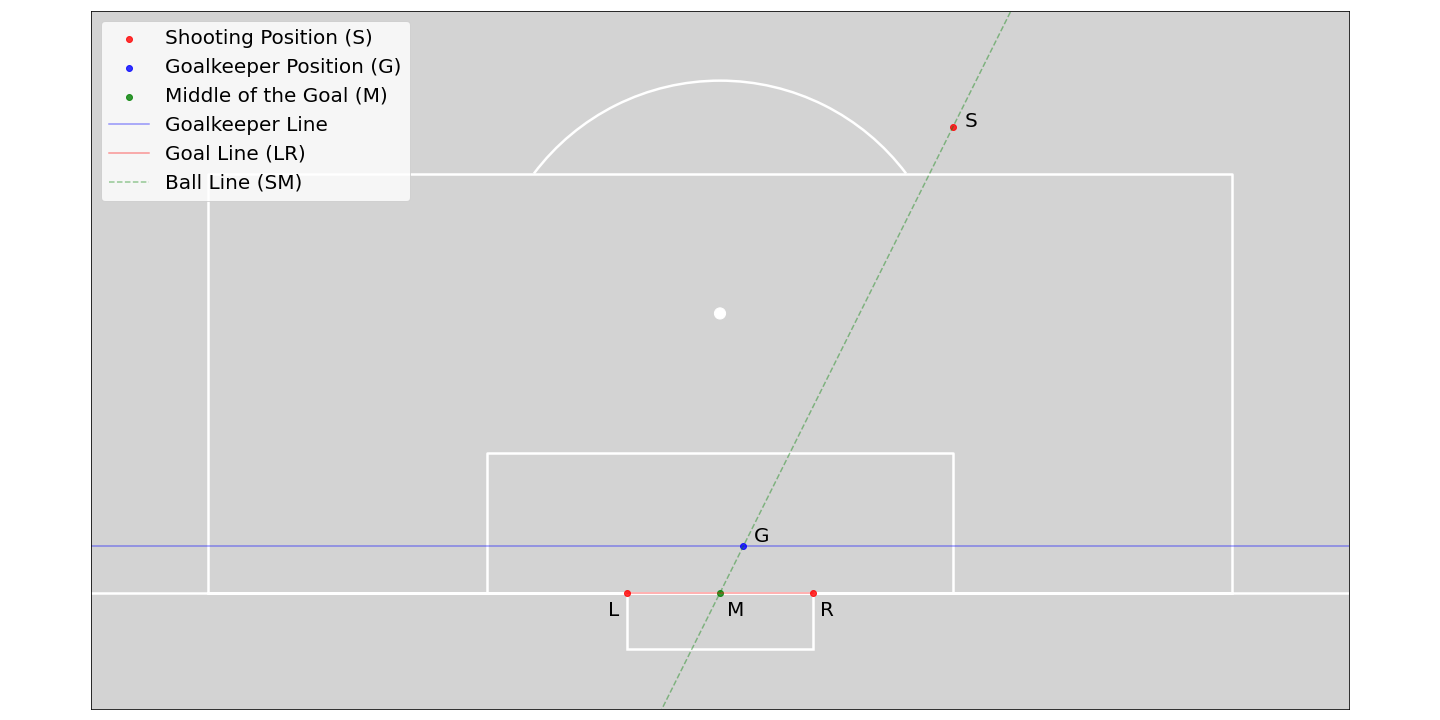 Shooting Position (S)
Goalkeeper Position (G)
Middle of the Goal (M)
Goalkeeper Line
Goal Line (LR)
Ball Line (SM)
S
G
L
M
R